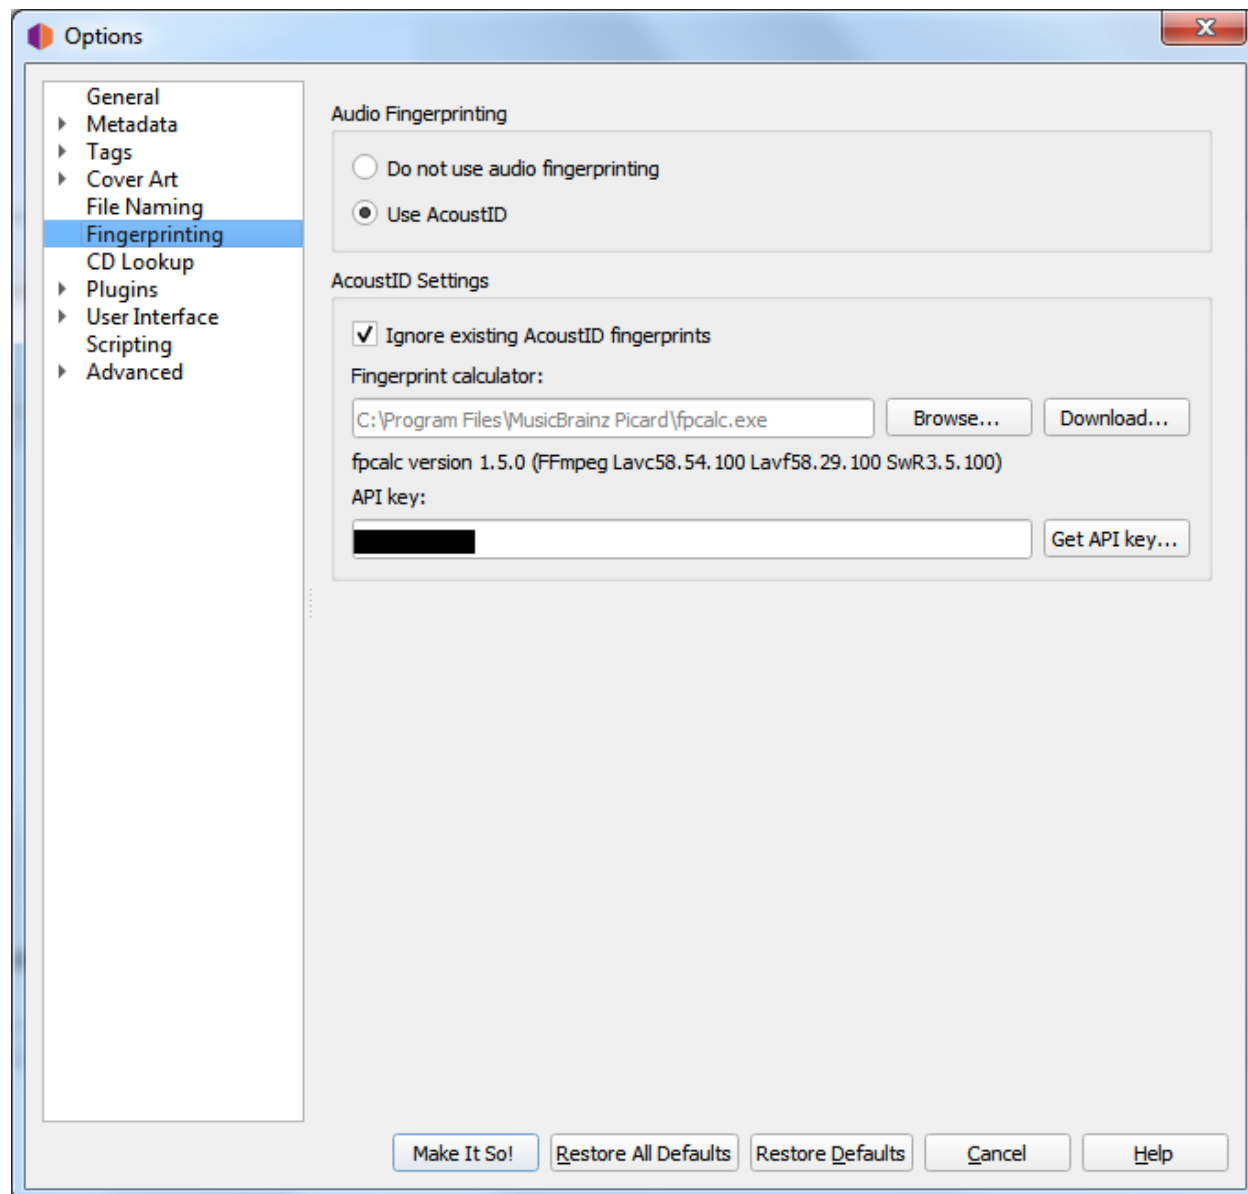 Options
General
Metadata
Tags
Cover Art
File Naming
Fingerprinting
CD Lookup
Plugins
User Interface
Scripting
Advanced
Audio Fingerprinting
Do not use audio fingerprinting
Use AcoustID
AcoustID Settings
Ignore existing AcoustID fingerprints
Fingerprint calculator:
C:\Program Files\MusicBrainz Picard\fpcalc.exe Browse... Download...
fpcalc version 1.5.0 (FFmpeg Lavc58.54.100 Lavf58.29.100 SwR3.5.100)
API key:
Get API key...
Make It So! Restore All Defaults Restore Defaults Cancel Help